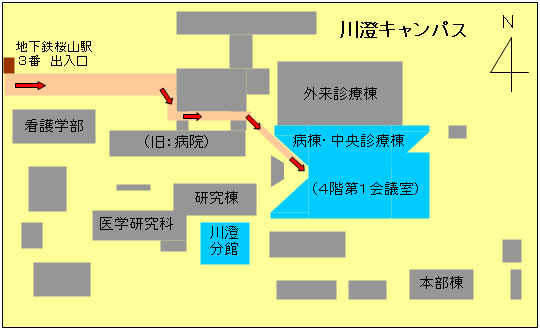 川澄キャンパス
N
地下鉄桜山駅
3番 出入口
外来診療棟
看護学部
(旧:病院)
病棟・中央診療棟
(4階第1会議室)
研究棟
医学研究科
川澄
分館
本部棟